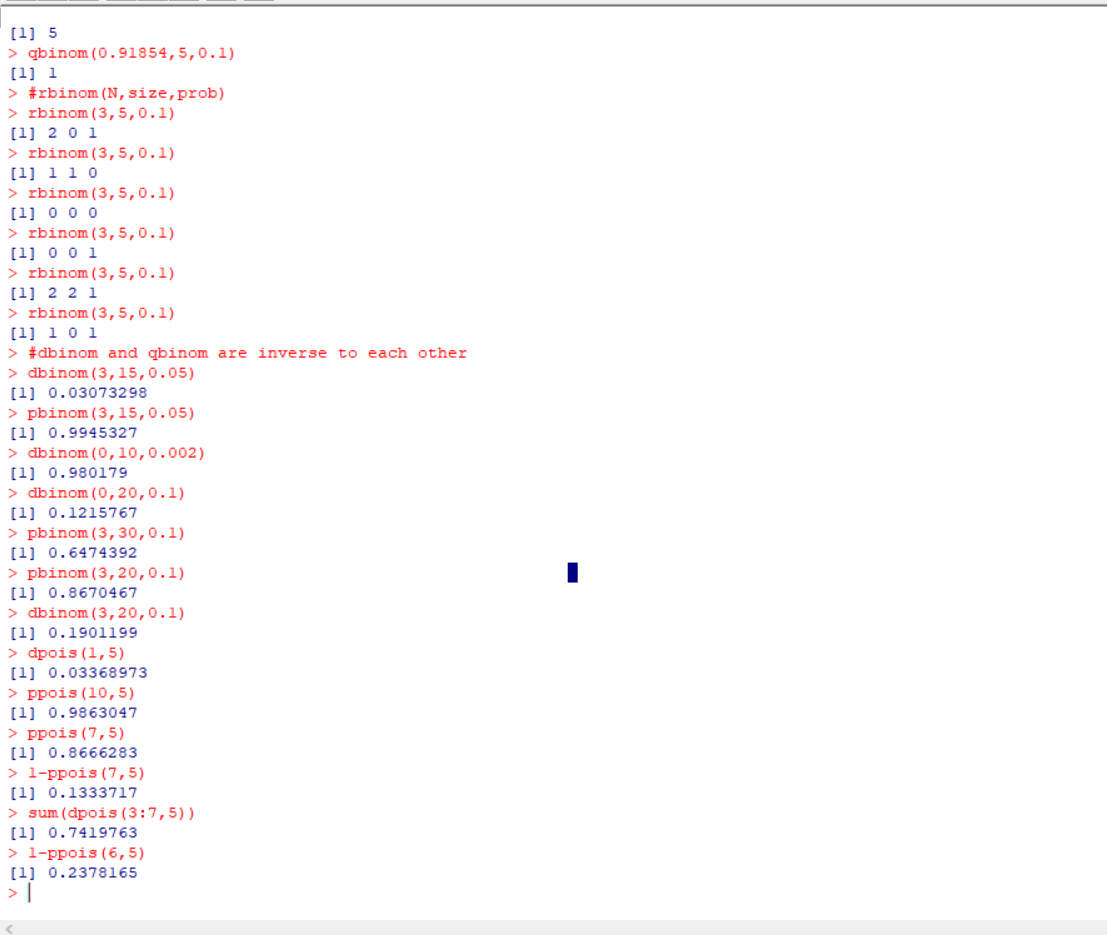 [1] 5
> qbinom(0.91854,5,0.1)
[1] 1
> #rbinom(N,size,prob)
> rbinom(3,5,0.1)
[1] 2 0 1
> rbinom(3,5,0.1)
[1] 1 1 0
> rbinom(3,5,0.1)
[1] 0 0 0
> rbinom(3,5,0.1)
[1] 0 0 1
> rbinom(3,5,0.1)
[1] 2 2 1
> rbinom(3,5,0.1)
[1] 1 0 1
> #dbinom and qbinom are inverse to each other
> dbinom(3,15,0.05)
[1] 0.03073298
> pbinom(3,15,0.05)
[1] 0.9945327
> dbinom(0,10,0.002)
[1] 0.980179
> dbinom(0,20,0.1)
[1] 0.1215767
> pbinom(3,30,0.1)
[1] 0.6474392
> pbinom(3,20,0.1)
[1] 0.8670467
> dbinom(3,20,0.1)
[1] 0.1901199
> dpois(1,5)
[1] 0.03368973
> ppois(10,5)
[1] 0.9863047
> ppois(7,5)
[1] 0.8666283
> 1-ppois(7,5)
[1] 0.1333717
> sum(dpois(3:7,5))
[1] 0.7419763
> 1-ppois(6,5)
[1] 0.2378165
>